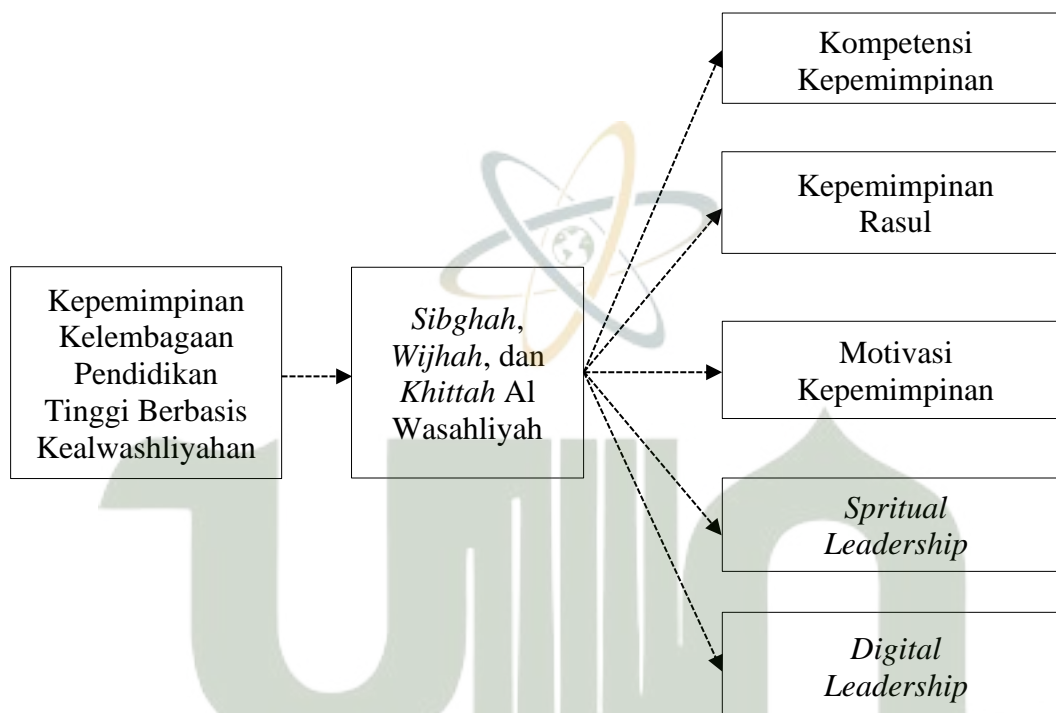 Kompetensi
Kepemimpinan
Kepemimpinan
Rasul
Kepemimpinan
Kelembagaan
Pendidikan
Tinggi Berbasis
Kealwashliyahan
Sibghah,
Wijhah, dan
Khittah Al
Wasahliyah
Motivasi
Kepemimpinan
Spritual
Leadership
Digital
Leadership